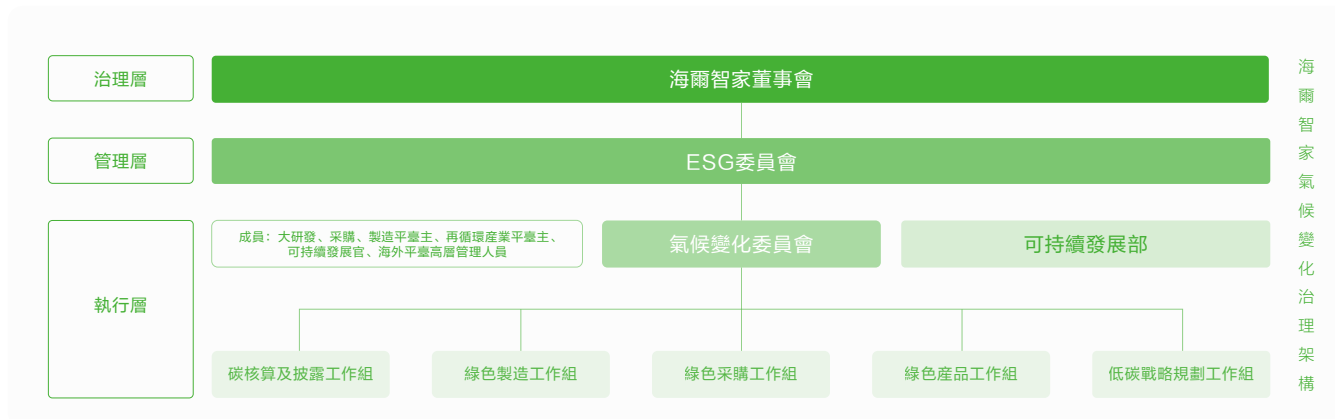 治理層
海爾智家董事會
管理層
ESG委員會
執行層
成員：大研發、采購、製造平臺主、再循環産業平臺主、
可持續發展官、海外平臺高層管理人員
氣候變化委員會
可持續發展部
碳核算及披露工作組
綠色製造工作組
綠色采購工作組
綠色産品工作組
低碳戰略規劃工作組
海爾智家氣候變化治理架構